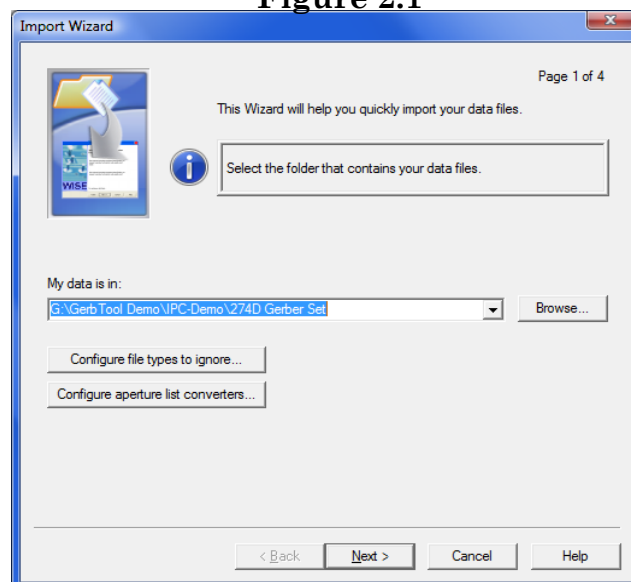 Figure 2.1
Import Wizard
Page 1 of 4
This Wizard will help you quickly import your data files.
Select the folder that contains your data files.
WISE
My data is in:
G:\GerbTool Demo\IPC-Demo\274D Gerber Set
Browse...
Configure file types to ignore...
Configure aperture list converters...
< Back Next > Cancel Help